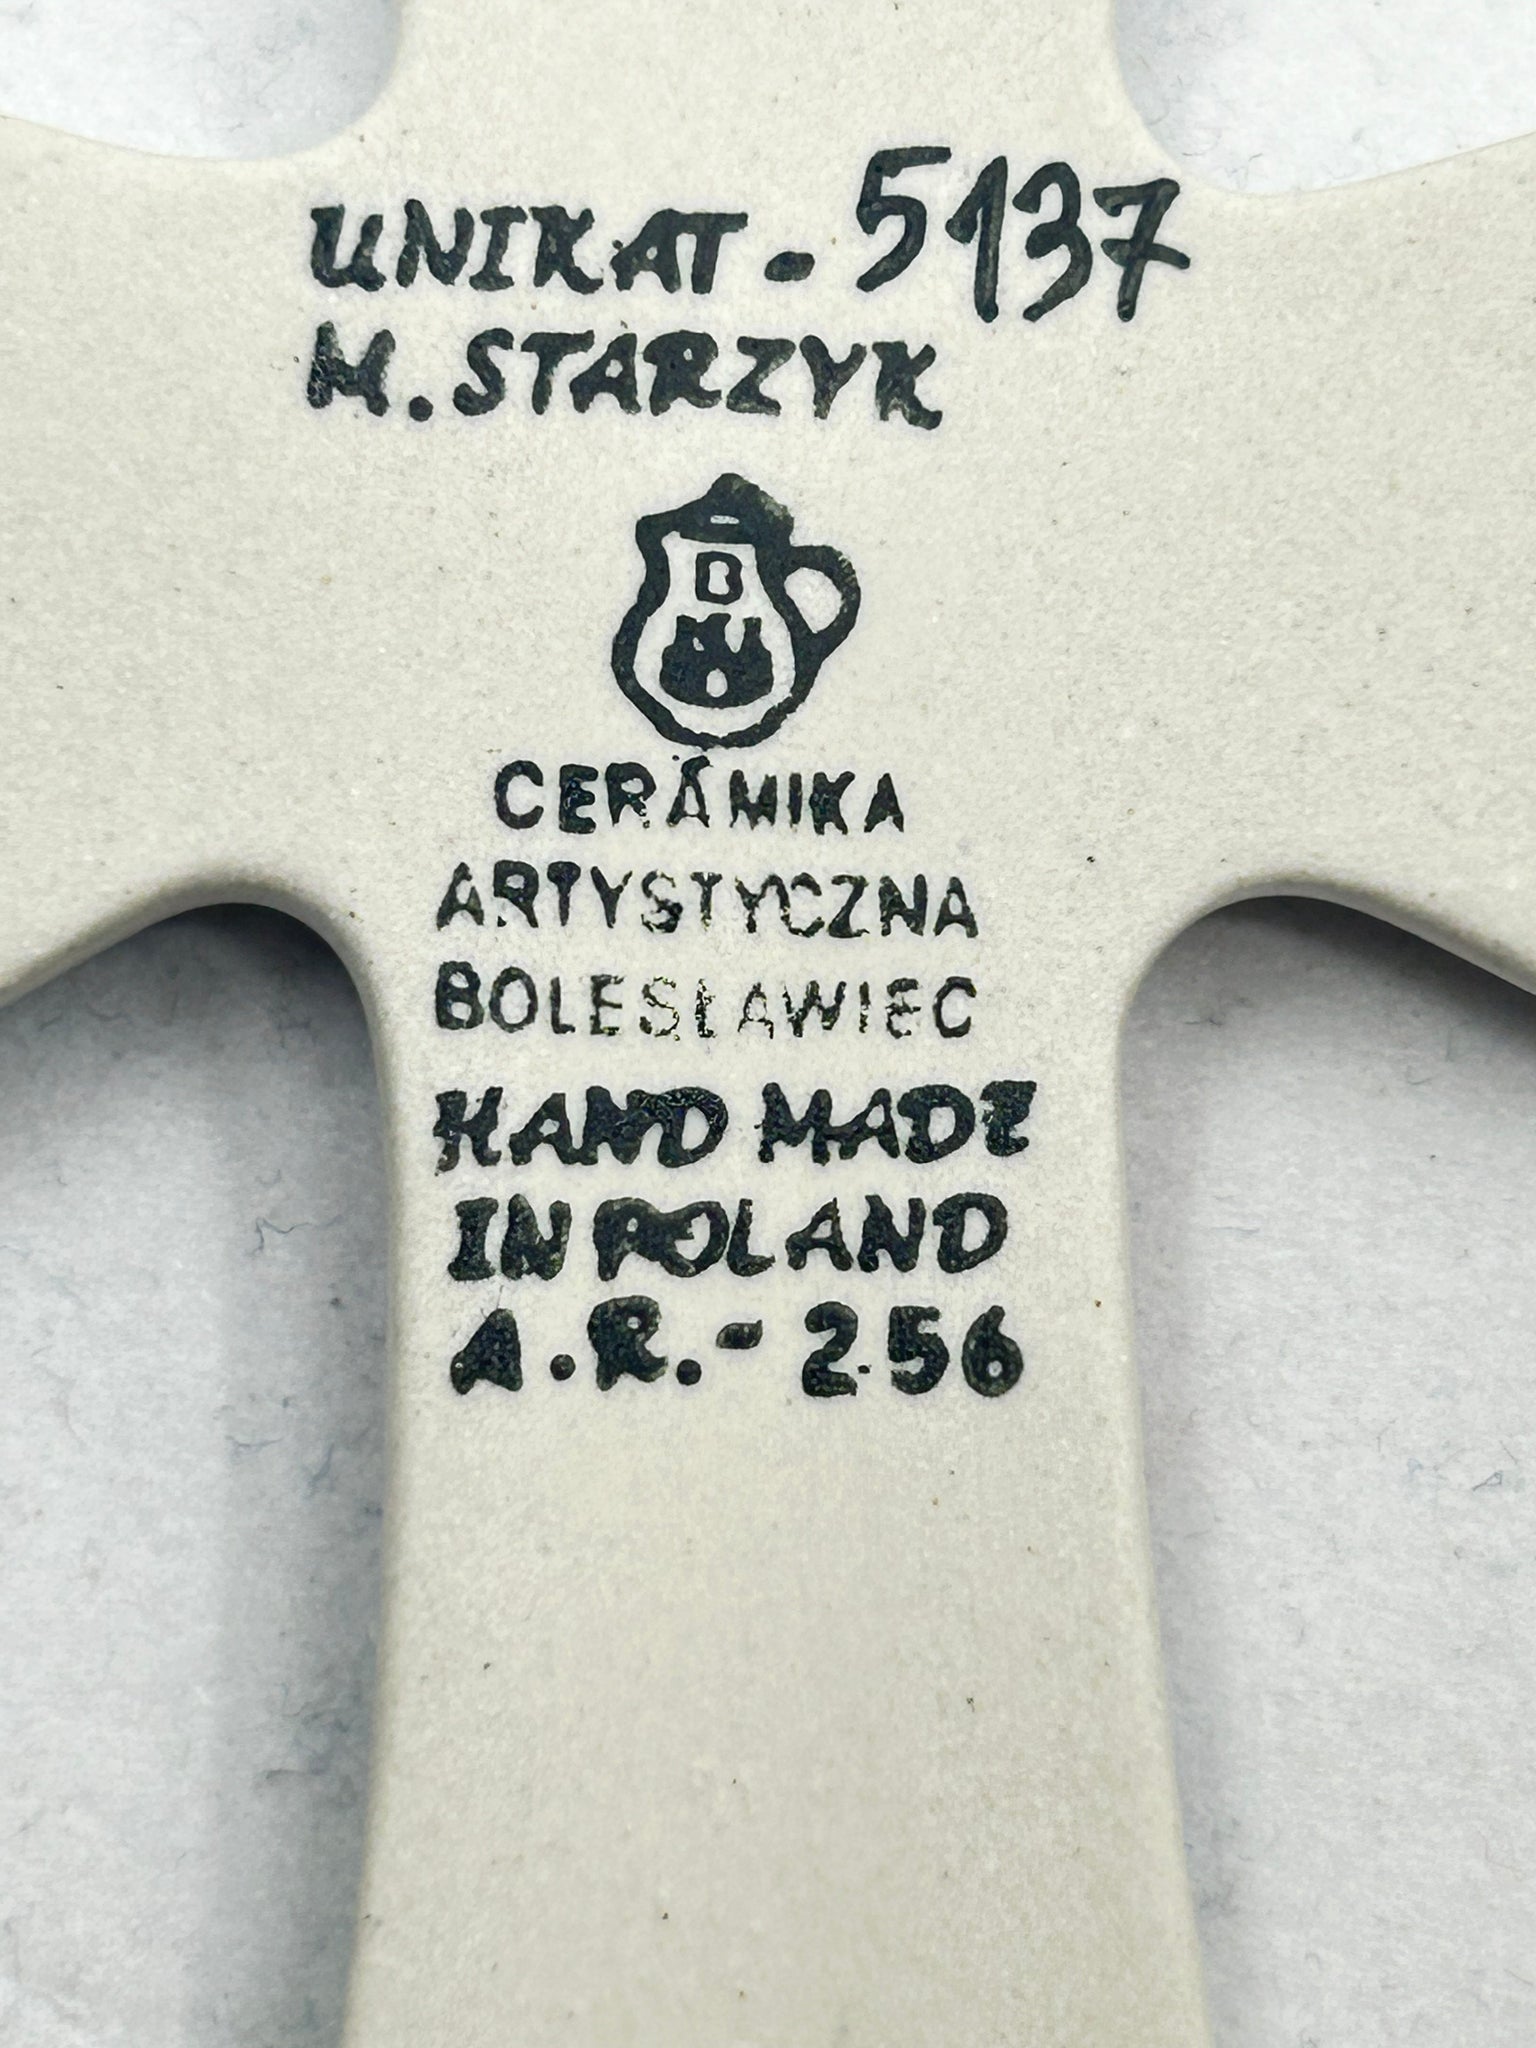 UNIKAT - 5137
M. STARZYK
B
CERAMIKA
ARTYSTYCZNA
BOLESŁAWIEC
HAND MADE
IN POLAND
A.R.- 256